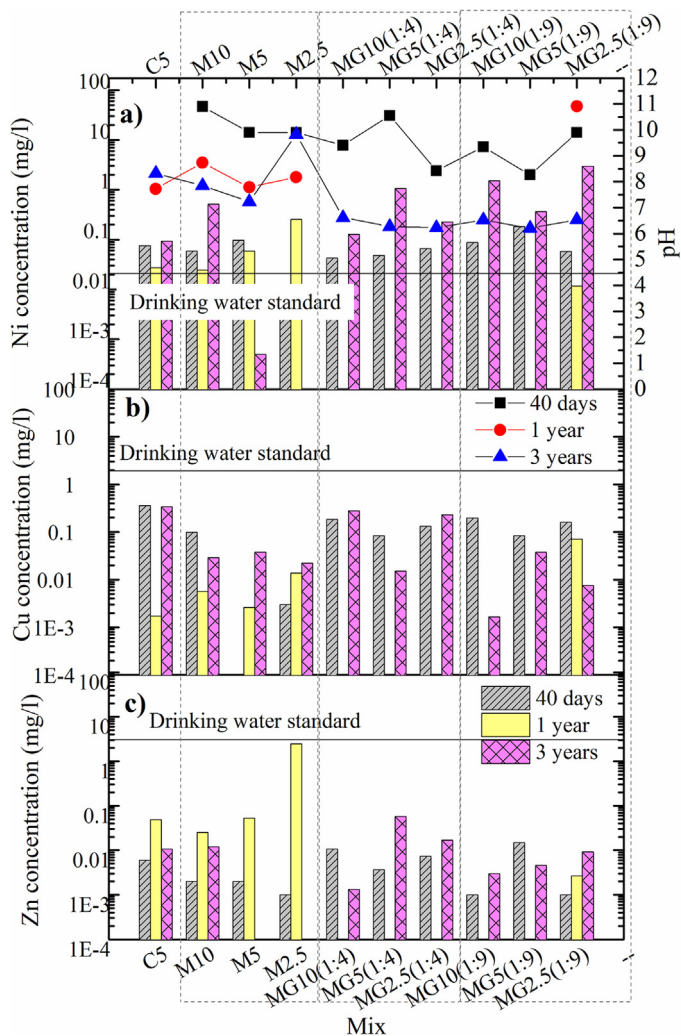 C5 M10 M5 M2.5 MG10(1:4) MG5(1:4) MG2.5(1:4) MG10(1:9) MG5(1:9) MG2.5(1:9) --
a)
Ni concentration (mg/l)
100
10
1
0.1
0.01
1E-3
1E-4
12
11
10
9
8
7
6
5
4
3
2
1
0
pH
Drinking water standard
b)
Cu concentration (mg/l)
100
10
1
0.1
0.01
1E-3
1E-4
40 days
1 year
3 years
Drinking water standard
c)
Zn concentration (mg/l)
100
10
1
0.1
0.01
1E-3
1E-4
Drinking water standard
40 days
1 year
3 years
C5 M10 M5 M2.5 MG10(1:4) MG5(1:4) MG2.5(1:4) MG10(1:9) MG5(1:9) MG2.5(1:9) --
Mix